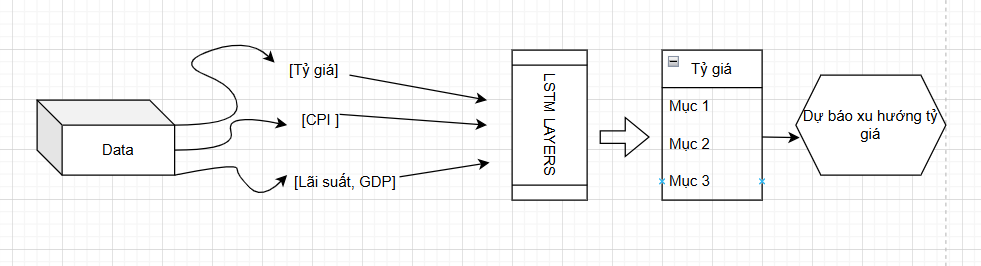 Data
[Tỷ giá]
[CPI ]
[Lãi suất, GDP]
LSTM LAYERS
Tỷ giá
Mục 1
Mục 2
Mục 3
Dự báo xu hướng tỷ
giá